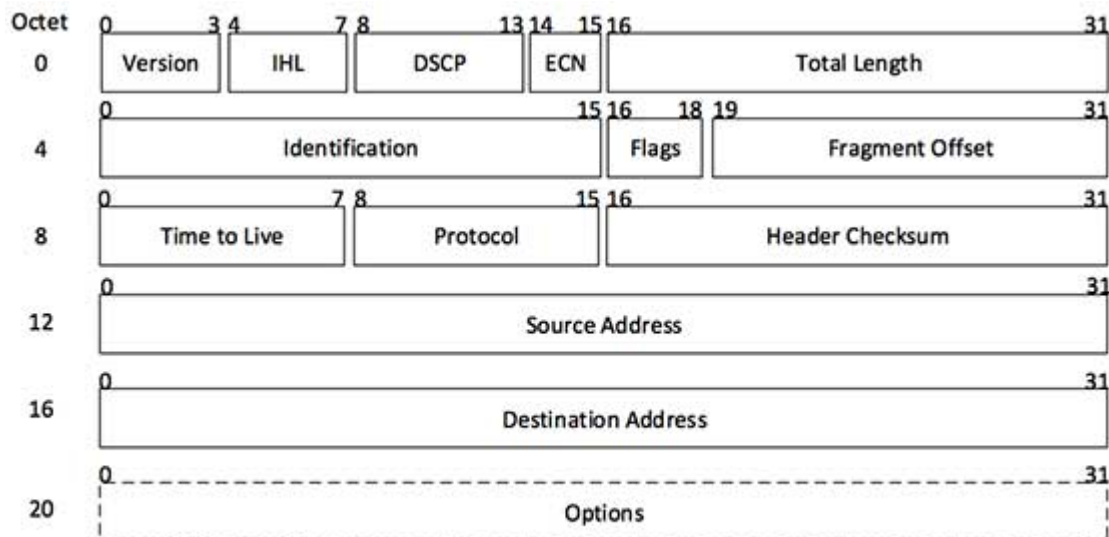 Octet 0 3 4 7 8 13 14 15 16 31
0 Version IHL DSCP ECN Total Length
0 15 16 18 19 31
4 Identification Flags Fragment Offset
0 7 8 15 16 31
8 Time to Live Protocol Header Checksum
0 31
12 Source Address
0 31
16 Destination Address
0 31
20 Options